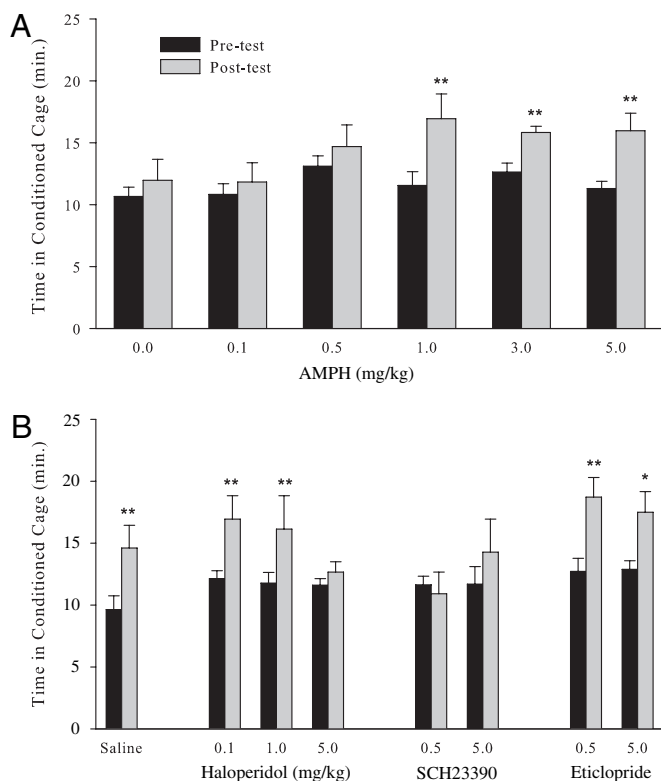 A
Pre-test
Post-test
Time in Conditioned Cage (min.)
25
20
15
10
5
0
** ** **
0.0 0.1 0.5 1.0 3.0 5.0
AMPH (mg/kg)
B
Time in Conditioned Cage (min.)
25
20
15
10
5
0
** ** ** ** *
Saline 0.1 1.0 5.0 0.5 5.0 0.5 5.0
Haloperidol (mg/kg) SCH23390 Eticlopride